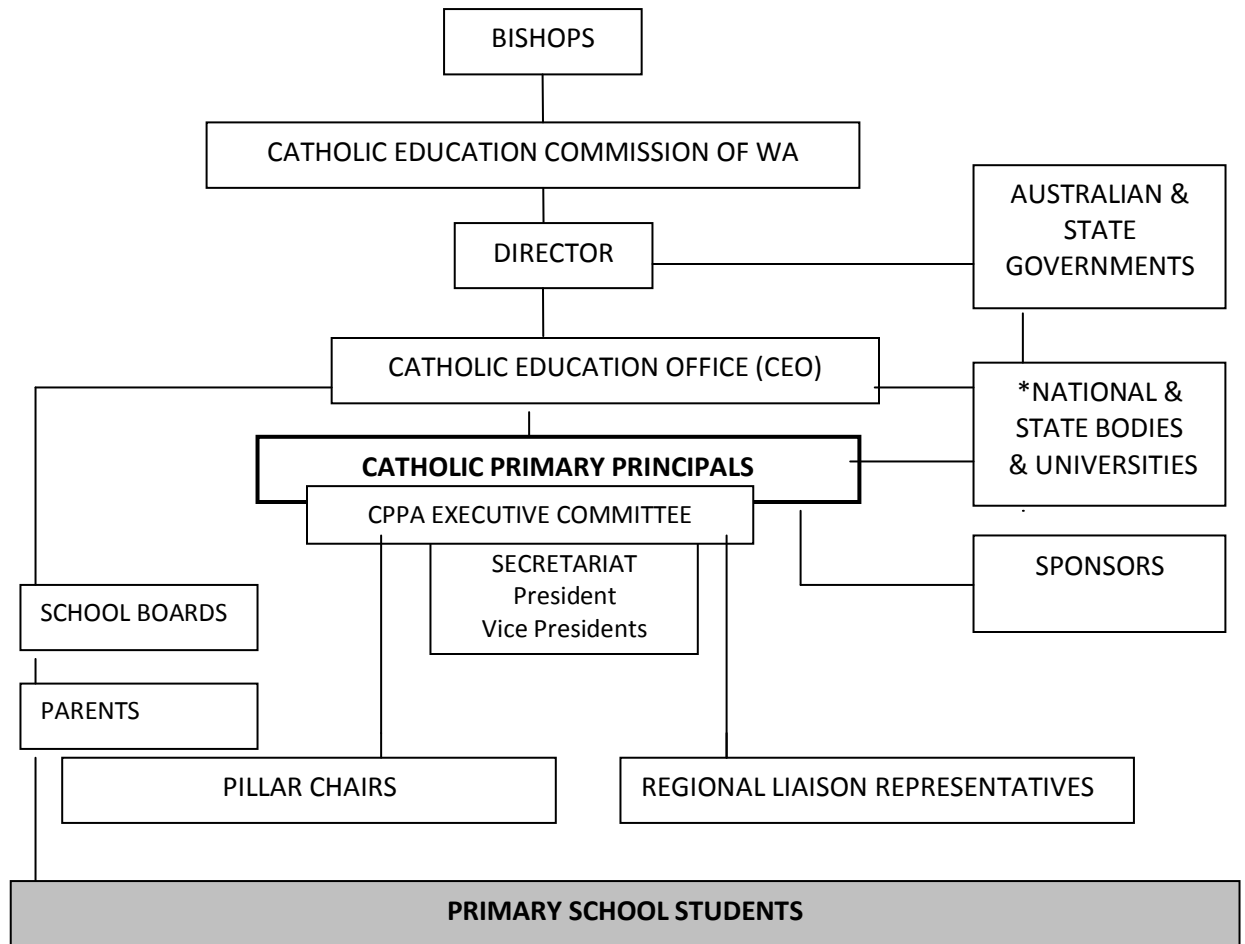 BISHOPS
CATHOLIC EDUCATION COMMISSION OF WA
AUSTRALIAN &
STATE
GOVERNMENTS
DIRECTOR
CATHOLIC EDUCATION OFFICE (CEO)
*NATIONAL &
STATE BODIES
& UNIVERSITIES
CATHOLIC PRIMARY PRINCIPALS
CPPA EXECUTIVE COMMITTEE
SECRETARIAT
President
Vice Presidents
SPONSORS
SCHOOL BOARDS
PARENTS
PILLAR CHAIRS
REGIONAL LIAISON REPRESENTATIVES
PRIMARY SCHOOL STUDENTS